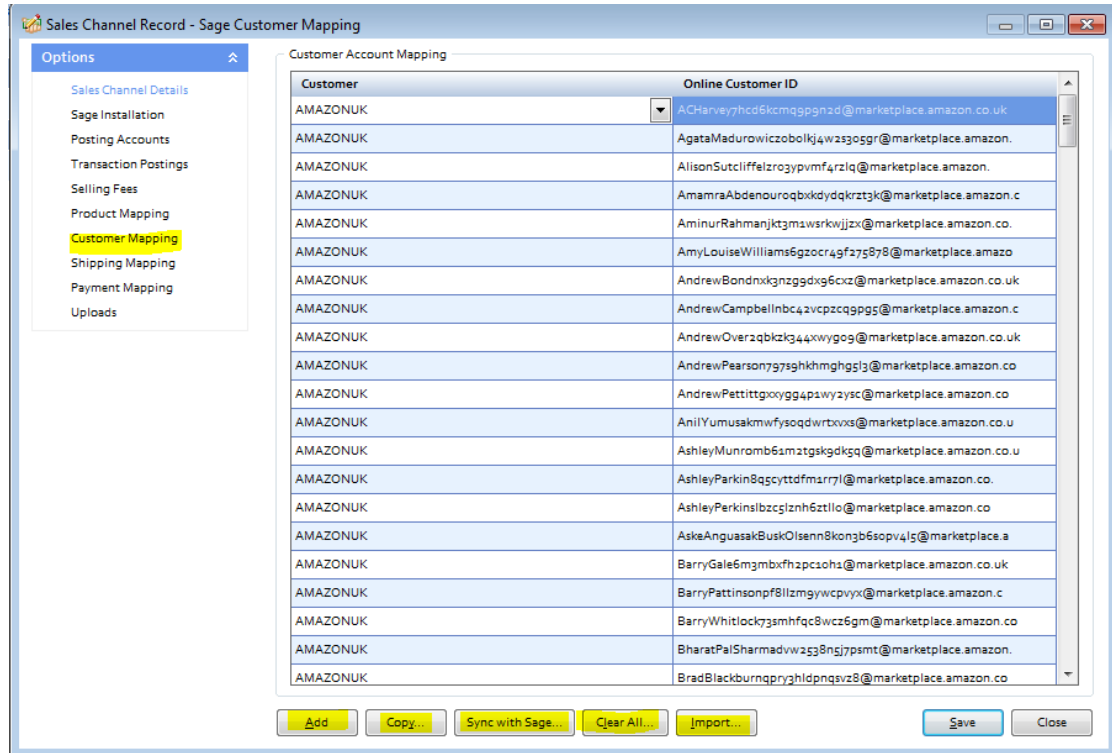 Sales Channel Record - Sage Customer Mapping
Options
Sales Channel Details
Sage Installation
Posting Accounts
Transaction Postings
Selling Fees
Product Mapping
Customer Mapping
Shipping Mapping
Payment Mapping
Uploads
Customer Account Mapping
Customer Online Customer ID
AMAZONUK ACHarvey7hcd6kcmq9p9n2d@marketplace.amazon.co.uk
AMAZONUK AgataMadurowiczobolkj4w2s305gr@marketplace.amazon.
AMAZONUK AlisonSutcliffelzro3ypvmf4rzlq@marketplace.amazon.
AMAZONUK AmamraAbdenouroqbxkdydqkrzt3k@marketplace.amazon.c
AMAZONUK AminurRahmanjkt3m1wsrkwjjzx@marketplace.amazon.co.
AMAZONUK AmyLouiseWilliams6gzocr49f275878@marketplace.amazo
AMAZONUK AndrewBondnxk3nzg9dx96cxz@marketplace.amazon.co.uk
AMAZONUK AndrewCampbellnbc42vcpzcq9pg5@marketplace.amazon.c
AMAZONUK AndrewOver2qbkzk344xwyg09@marketplace.amazon.co.uk
AMAZONUK AndrewPearson797s9hkhmghg5l3@marketplace.amazon.co
AMAZONUK AndrewPettittgxxygg4p1wy2ysc@marketplace.amazon.co
AMAZONUK AnilYumusakmwfysoqdwrtxvxs@marketplace.amazon.co.u
AMAZONUK AshleyMunromb61m2tgsk9dk5q@marketplace.amazon.co.u
AMAZONUK AshleyParkin8q5cyttdfm1rr7l@marketplace.amazon.co.
AMAZONUK AshleyPerkinslbzc5lznh6ztllo@marketplace.amazon.co
AMAZONUK AskeAnguasakBuskOlsenn8kon3b6sopv4l5@marketplace.a
AMAZONUK BarryGale6m3mbxfh2pc1oh1@marketplace.amazon.co.uk
AMAZONUK BarryPattinsonpf8llzm9ywcpvyx@marketplace.amazon.c
AMAZONUK BarryWhitlock73smhfqc8wcz6gm@marketplace.amazon.co
AMAZONUK BharatPalSharmadvw2538n5j7psmt@marketplace.amazon.
AMAZONUK BradBlackburnqpry3hldpnqsvz8@marketplace.amazon.co
Add Copy... Sync with Sage... Clear All... Import... Save Close